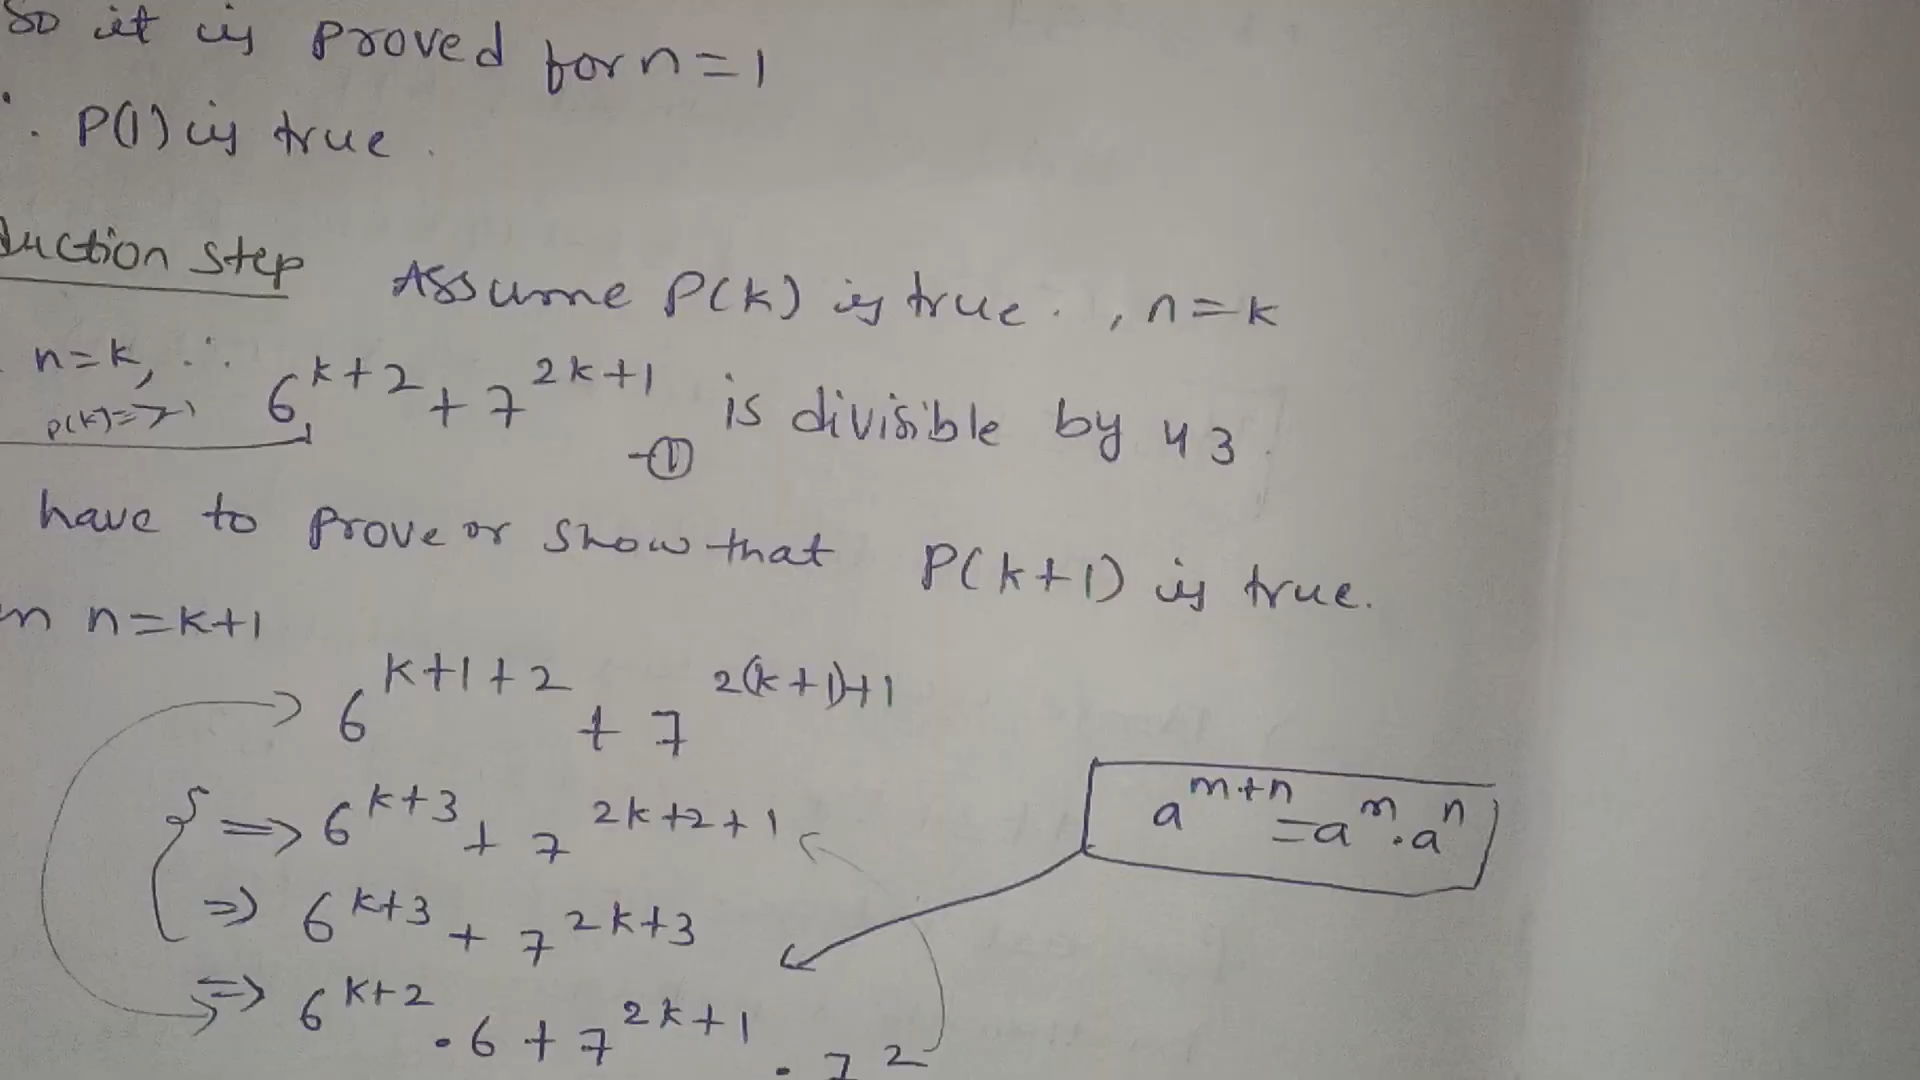 So it is proved for n=1
∴ P(1) is true.
duction step Assume P(k) is true. , n=k
n=k, ∴ 6^{k+2} + 7^{2k+1} is divisible by 43.
P(k)=>1 -①
have to prove or show that P(k+1) is true.
n=k+1
6^{k+1+2} + 7^{2(k+1)+1}
{ => 6^{k+3} + 7^{2k+2+1}
a^{m+n} = a^m . a^n
=> 6^{k+3} + 7^{2k+3}
=> 6^{k+2} . 6 + 7^{2k+1} . 7^2